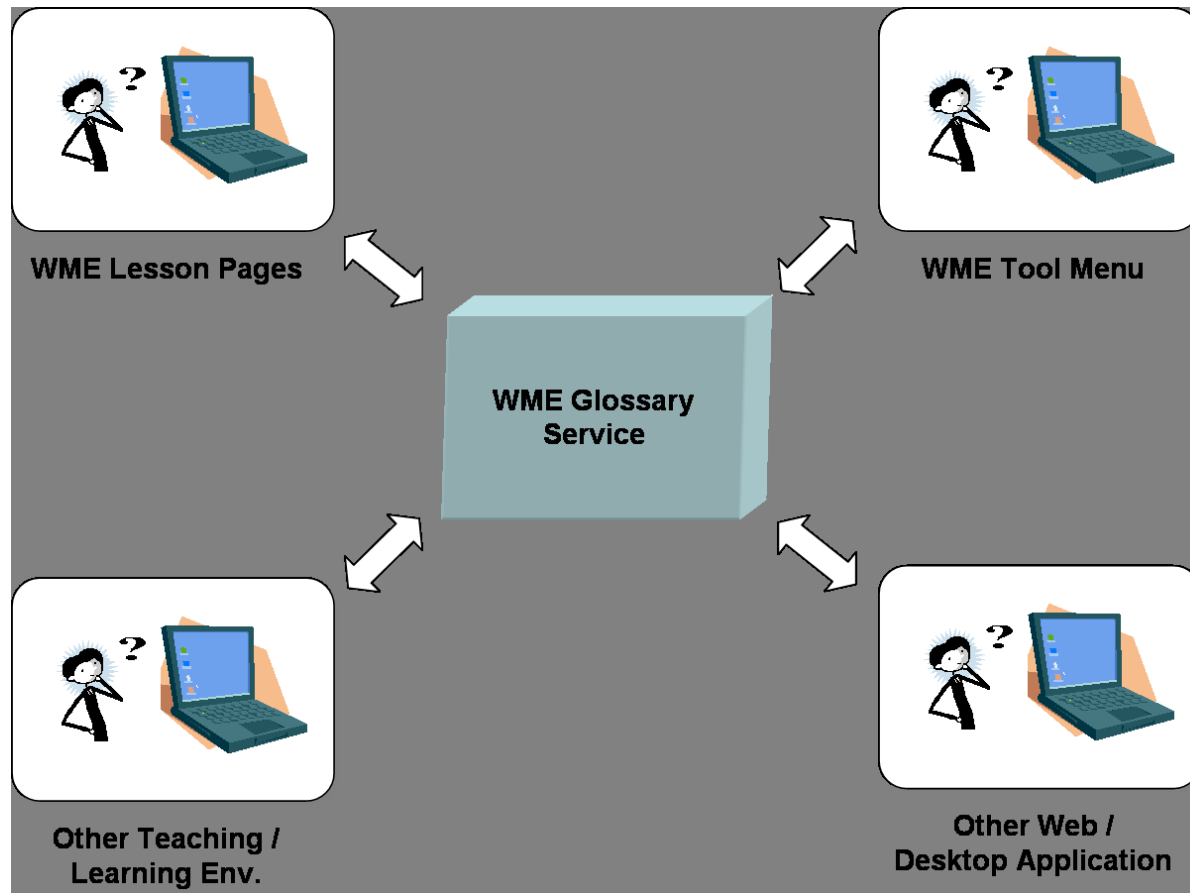 ?
?
WME Lesson Pages
WME Tool Menu
WME Glossary
Service
?
?
Other Teaching /
Learning Env.
Other Web /
Desktop Application